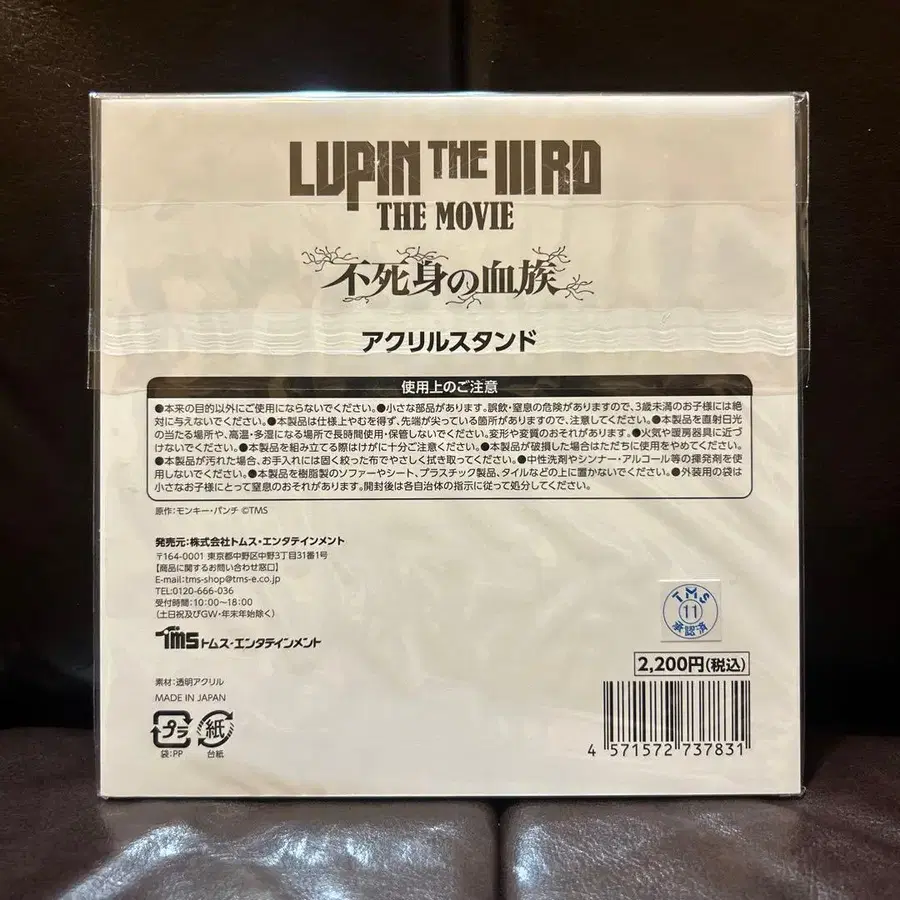 LUPIN THE IIIRD
THE MOVIE
不死身の血族
アクリルスタンド
使用上のご注意
●本来の目的以外にご使用にならないでください。●小さな部品があります。誤飲・窒息の危険がありますので、3歳未満のお子様には絶
対に与えないでください。●本製品は仕様上やむを得ず、先端が尖っている箇所がありますので、注意してください。●本製品を直射日光
の当たる場所や、高温・多湿になる場所で長時間使用・保管しないでください。変形や変質のおそれがあります。●火気や暖房器具に近づ
けないでください。●本製品を組み立てる際はけがに十分ご注意ください。●本製品が破損した場合はただちに使用をやめてください。
●本製品が汚れた場合、お手入れには固く絞った布でやさしく拭き取ってください。●中性洗剤やシンナー・アルコール等の揮発剤を使
用しないでください。●本製品を樹脂製のソファーやシート、プラスチック製品、タイルなどの上に置かないでください。●外装用の袋は
小さなお子様にとって窒息のおそれがあります。開封後は各自治体の指示に従って処分してください。
原作:モンキー・パンチ ©TMS
発売元:株式会社トムス・エンタテインメント
〒164-0001 東京都中野区中野3丁目31番1号
【商品に関するお問い合わせ窓口】
E-mail:tms-shop@tms-e.co.jp
TEL:0120-666-036
受付時間:10:00〜18:00
(土日祝及びGW・年末年始除く)
TMS トムス・エンタテインメント
TMS
11
承認済
2,200円(税込)
素材:透明アクリル
MADE IN JAPAN
プラ 紙
袋:PP 台紙
4 571572 737831